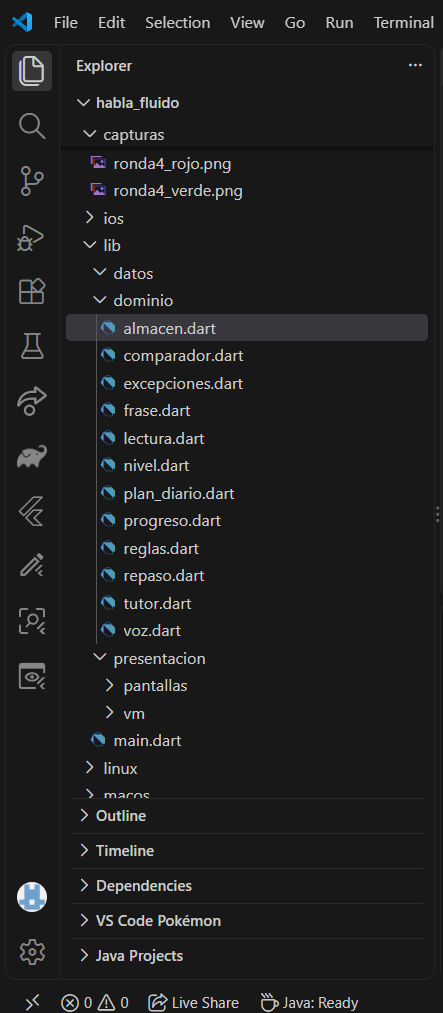 File Edit Selection View Go Run Terminal
Explorer
habla_fluido
capturas
ronda4_rojo.png
ronda4_verde.png
ios
lib
datos
dominio
almacen.dart
comparador.dart
excepciones.dart
frase.dart
lectura.dart
nivel.dart
plan_diario.dart
progreso.dart
reglas.dart
repaso.dart
tutor.dart
voz.dart
presentacion
pantallas
vm
main.dart
linux
macos
Outline
Timeline
Dependencies
VS Code Pokémon
Java Projects
0 0 Live Share Java: Ready